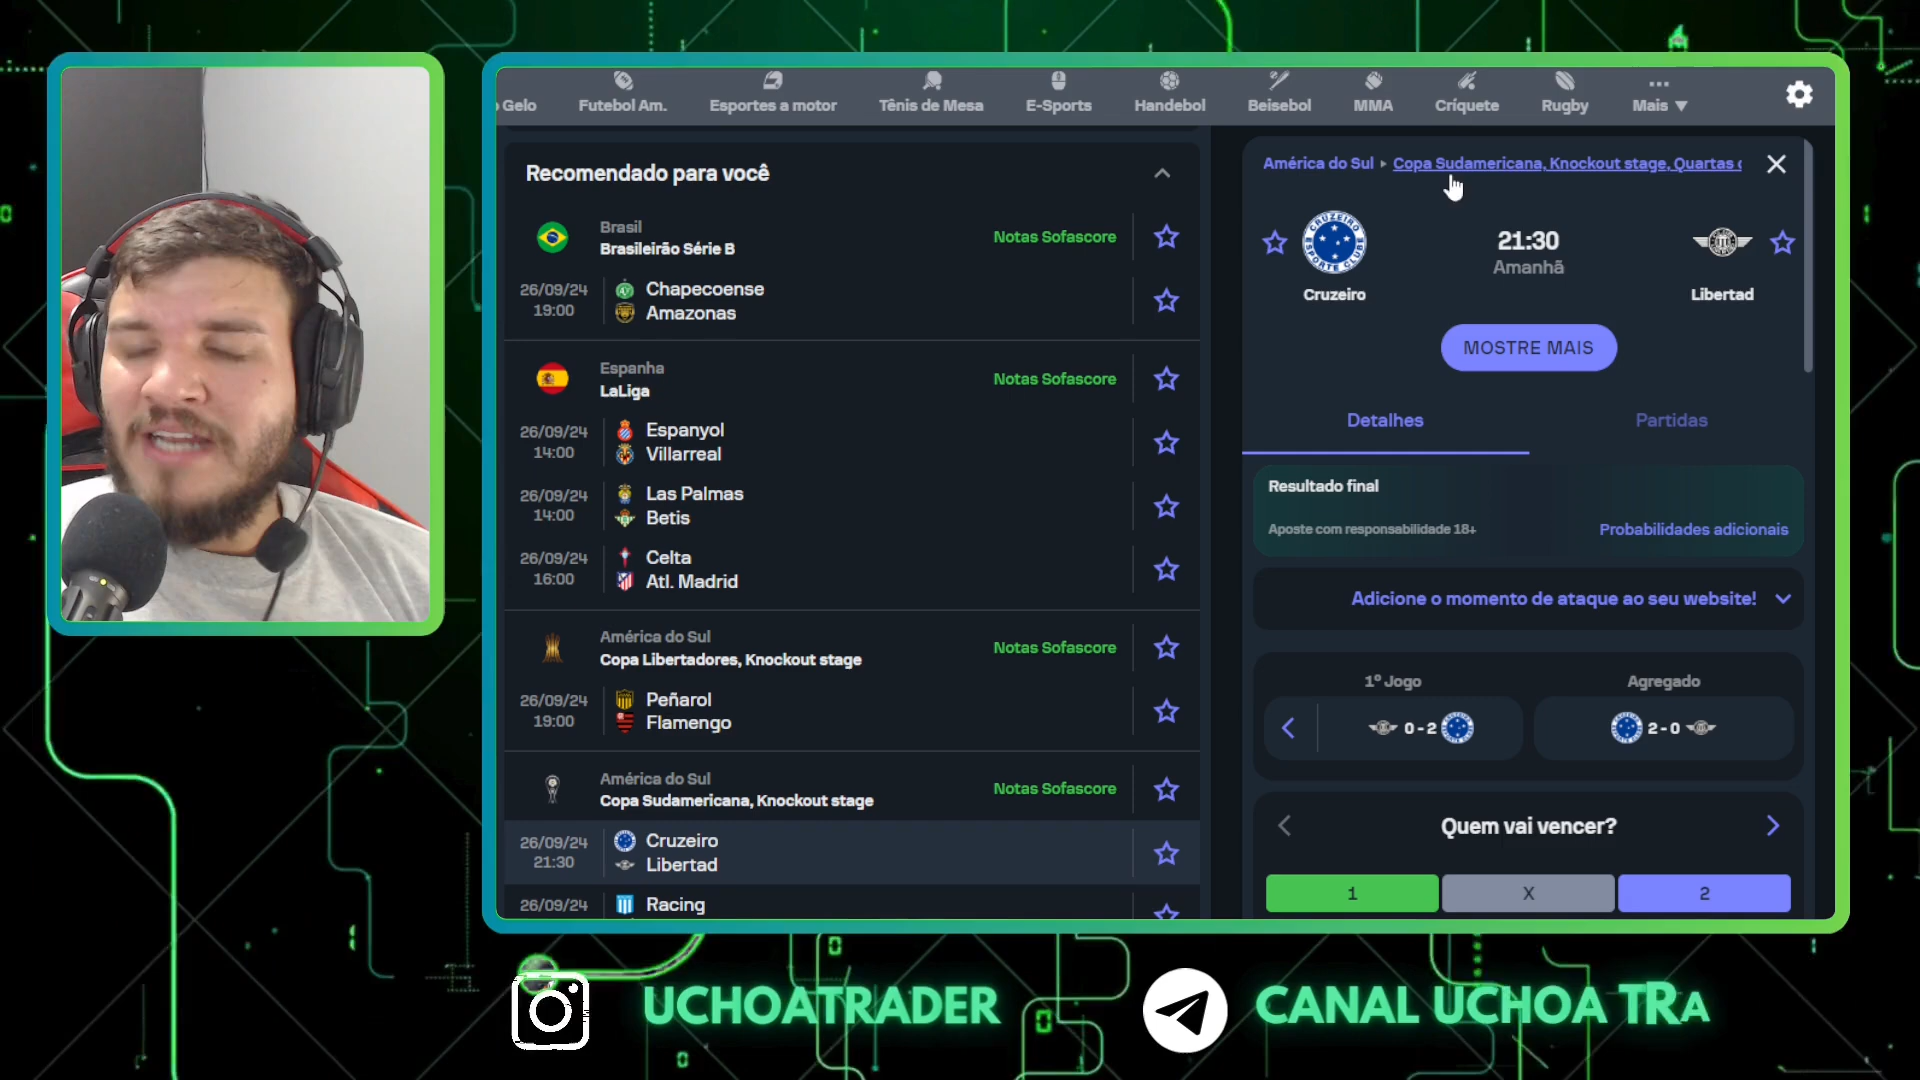 o Gelo
Futebol Am.
Esportes a motor
Tênis de Mesa
E-Sports
Handebol
Beisebol
MMA
Críquete
Rugby
Mais ▼
Recomendado para você
Brasil
Brasileirão Série B
Notas Sofascore
26/09/24
19:00
Chapecoense
Amazonas
Espanha
LaLiga
Notas Sofascore
26/09/24
14:00
Espanyol
Villarreal
26/09/24
14:00
Las Palmas
Betis
26/09/24
16:00
Celta
Atl. Madrid
América do Sul
Copa Libertadores, Knockout stage
Notas Sofascore
26/09/24
19:00
Peñarol
Flamengo
América do Sul
Copa Sudamericana, Knockout stage
Notas Sofascore
26/09/24
21:30
Cruzeiro
Libertad
26/09/24
Racing
América do Sul ▸ Copa Sudamericana, Knockout stage, Quartas
CRUZEIRO ESPORTE CLUBE
21:30
Amanhã
Cruzeiro
Libertad
MOSTRE MAIS
Detalhes
Partidas
Resultado final
Aposte com responsabilidade 18+
Probabilidades adicionais
Adicione o momento de ataque ao seu website!
1º Jogo
Agregado
0 - 2
2 - 0
Quem vai vencer?
1
X
2
UCHOATRADER
CANAL UCHOA TRA